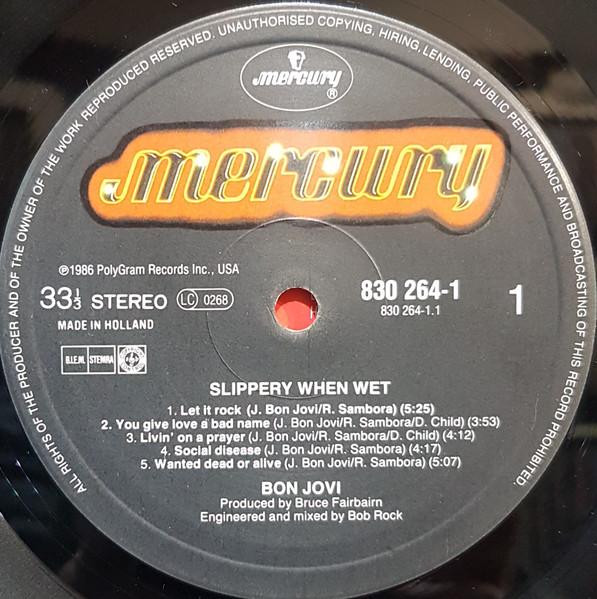 ALL RIGHTS OF THE PRODUCER AND OF THE OWNER OF THE WORK REPRODUCED RESERVED. UNAUTHORISED COPYING, HIRING, LENDING, PUBLIC PERFORMANCE AND BROADCASTING OF THIS RECORD PROHIBITED.
mercury
®
mercury
℗1986 PolyGram Records Inc., USA
33 1/3 STEREO LC 0268
MADE IN HOLLAND
B.I.E.M. STEMRA
830 264-1
830 264-1.1
1
SLIPPERY WHEN WET
1. Let it rock (J. Bon Jovi/R. Sambora) (5:25)
2. You give love a bad name (J. Bon Jovi/R. Sambora/D. Child) (3:53)
3. Livin' on a prayer (J. Bon Jovi/R. Sambora/D. Child) (4:12)
4. Social disease (J. Bon Jovi/R. Sambora) (4:17)
5. Wanted dead or alive (J. Bon Jovi/R. Sambora) (5:07)
BON JOVI
Produced by Bruce Fairbairn
Engineered and mixed by Bob Rock